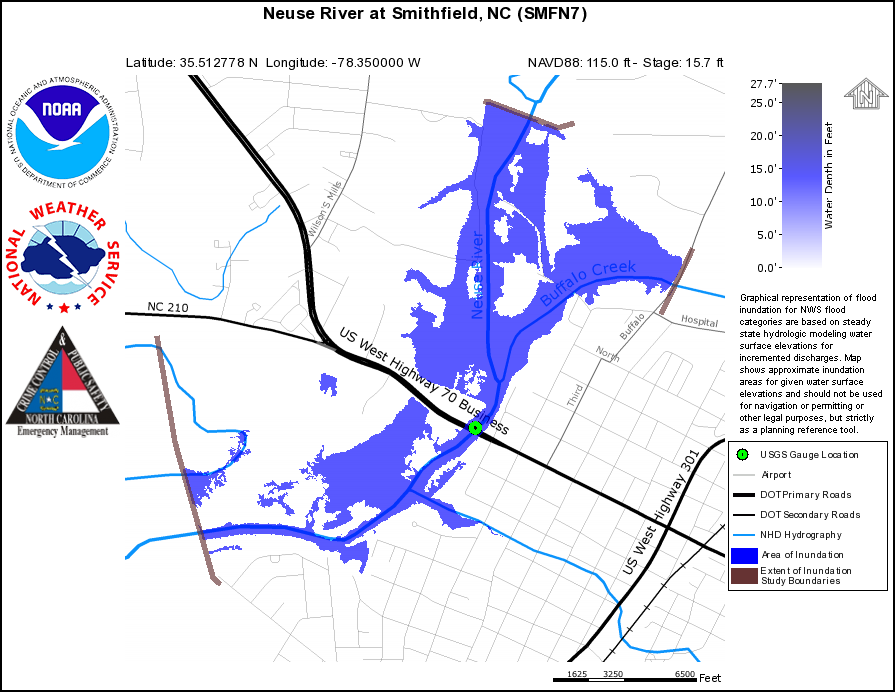 Neuse River at Smithfield, NC (SMFN7)
Latitude: 35.512778 N Longitude: -78.350000 W
NAVD88: 115.0 ft - Stage: 15.7 ft
NATIONAL OCEANIC AND ATMOSPHERIC ADMINISTRATION
NOAA
U.S. DEPARTMENT OF COMMERCE
NATIONAL WEATHER SERVICE
CRIME CONTROL & PUBLIC SAFETY
NC
NORTH CAROLINA
Emergency Management
Wilson'S Mills
NC 210
US West Highway 70 Business
Neuse River
Buffalo Creek
Buffalo
Hospital
North
Third
US West Highway 301
27.7'
25.0'
20.0'
15.0'
10.0'
5.0'
0.0'
Water Depth in Feet
N
Graphical representation of flood
inundation for NWS flood
categories are based on steady
state hydrologic modeling water
surface elevations for
incremented discharges. Map
shows approximate inundation
areas for given water surface
elevations and should not be used
for navigation or permitting or
other legal purposes, but strictly
as a planning reference tool.
USGS Gauge Location
Airport
DOT Primary Roads
DOT Secondary Roads
NHD Hydrography
Area of Inundation
Extent of Inundation
Study Boundaries
1625 3250 6500 Feet